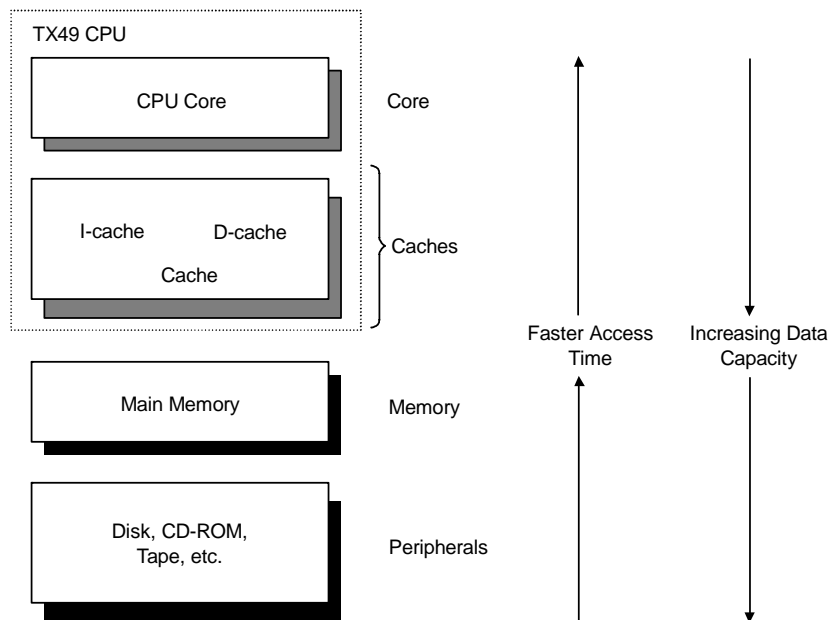 TX49 CPU
CPU Core
Core
I-cache
D-cache
Cache
Caches
Faster Access
Time
Increasing Data
Capacity
Main Memory
Memory
Disk, CD-ROM,
Tape, etc.
Peripherals